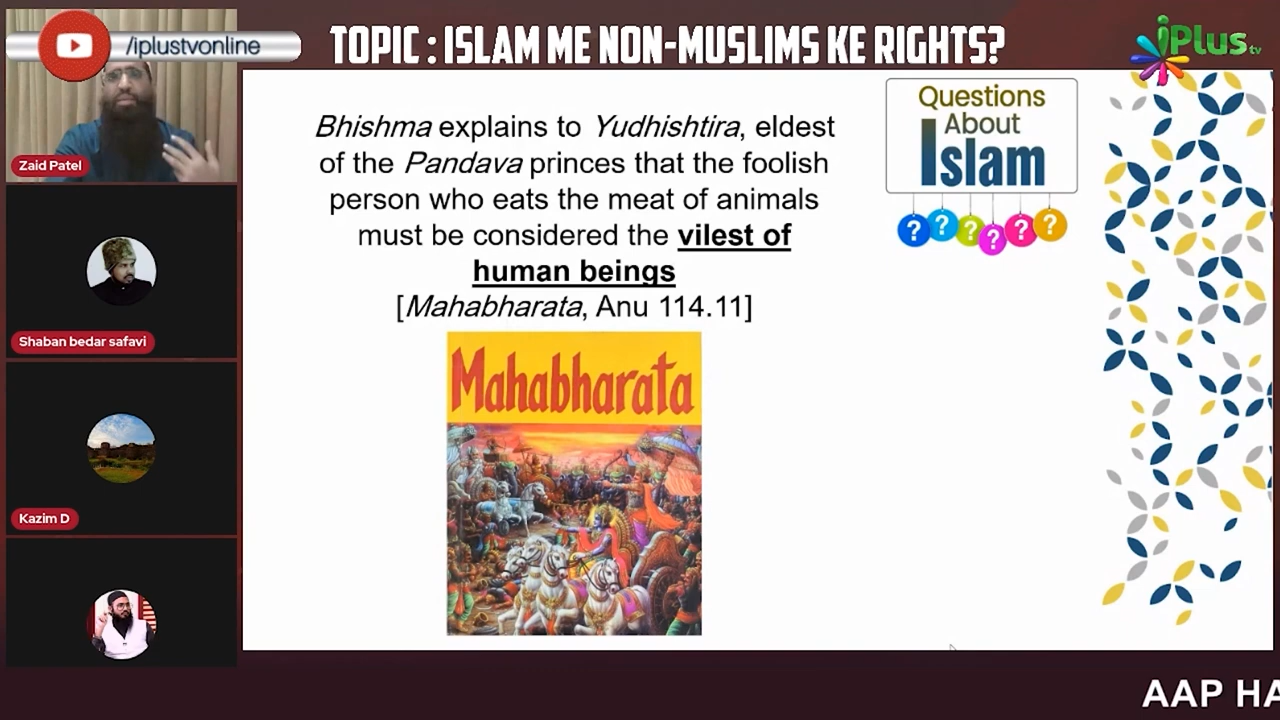 /iplustvonline
TOPIC : ISLAM ME NON-MUSLIMS KE RIGHTS?
iPlus tv
Zaid Patel
Shaban bedar safavi
Kazim D
Bhishma explains to Yudhishtira, eldest
of the Pandava princes that the foolish
person who eats the meat of animals
must be considered the vilest of
human beings
[Mahabharata, Anu 114.11]
Mahabharata
Questions
About
Islam
? ? ? ? ? ?
AAP HA